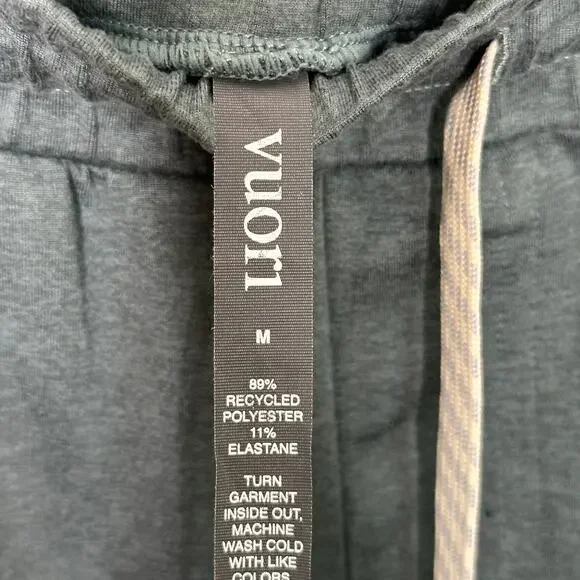 vuori
M
89%
RECYCLED
POLYESTER
11%
ELASTANE
TURN
GARMENT
INSIDE OUT,
MACHINE
WASH COLD
WITH LIKE
COLORS